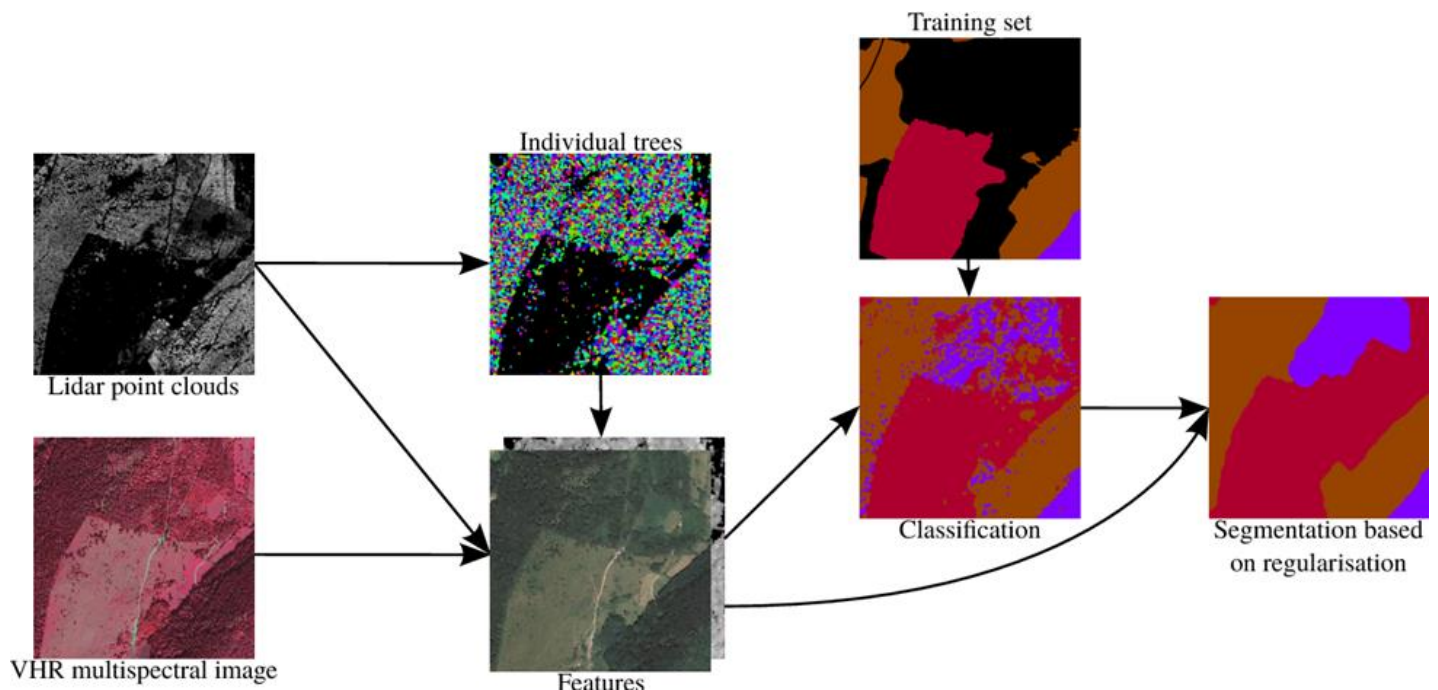 Training set
Individual trees
Lidar point clouds
Classification
Segmentation based
on regularisation
VHR multispectral image
Features